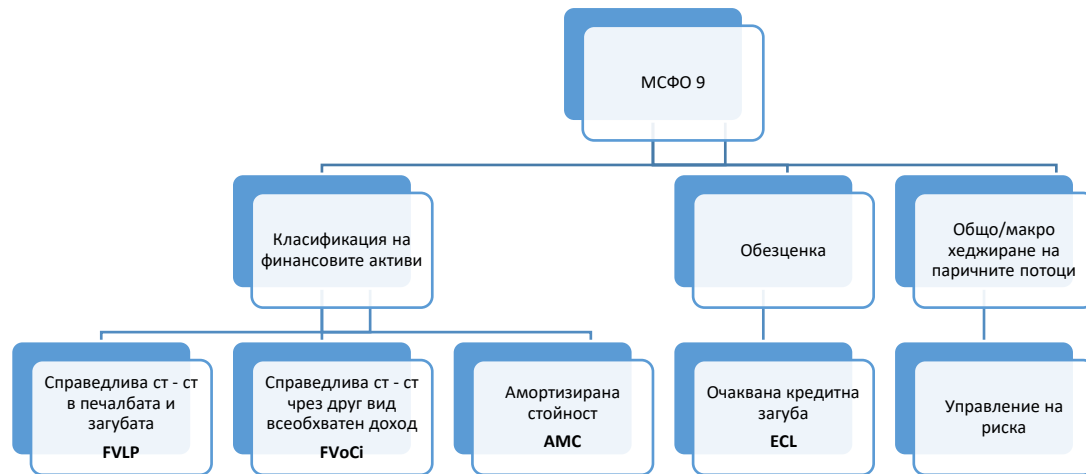 МСФО 9
Класификация на
финансовите активи
Обезценка
Общо/макро
хеджиране на
паричните потоци
Справедлива ст - ст
в печалбата и
загубата
FVLP
Справедлива ст - ст
чрез друг вид
всеобхватен доход
FVoCi
Амортизирана
стойност
AMC
Очаквана кредитна
загуба
ECL
Управление на
риска